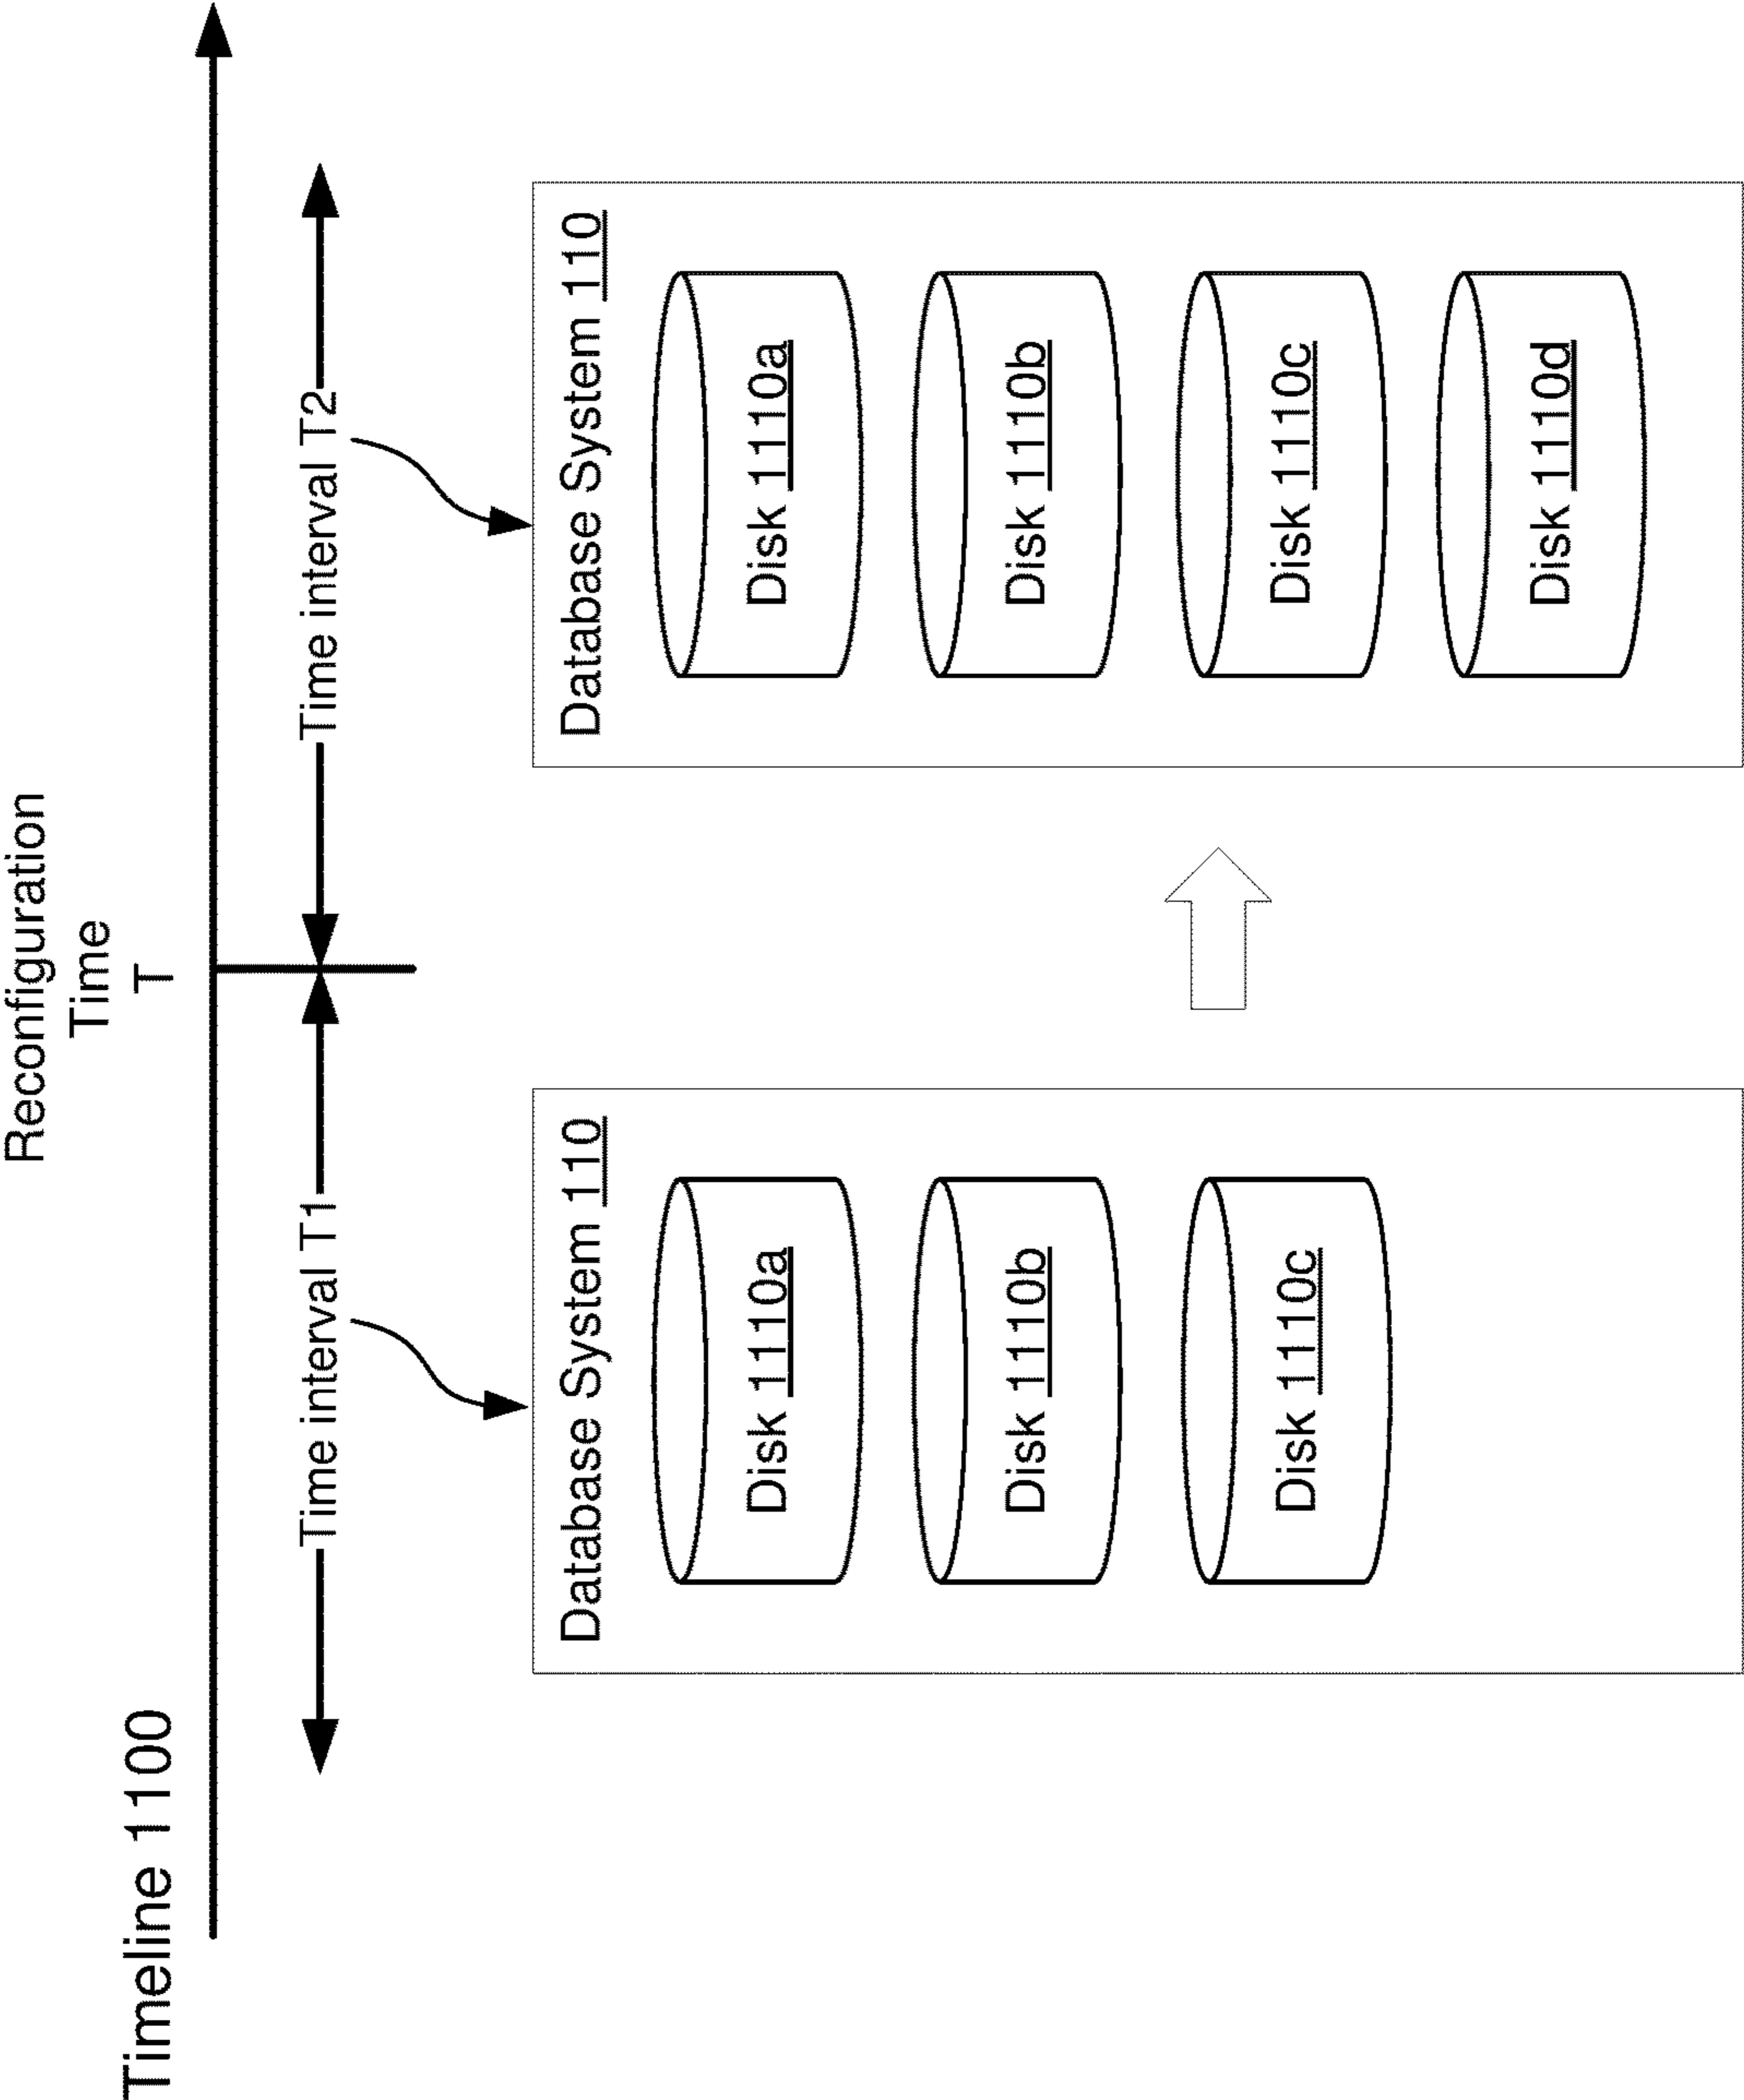 Reconfiguration
Time
T
Timeline 1100
Time interval T1
Time interval T2
Database System 110
Disk 1110a
Disk 1110b
Disk 1110c
Database System 110
Disk 1110a
Disk 1110b
Disk 1110c
Disk 1110d